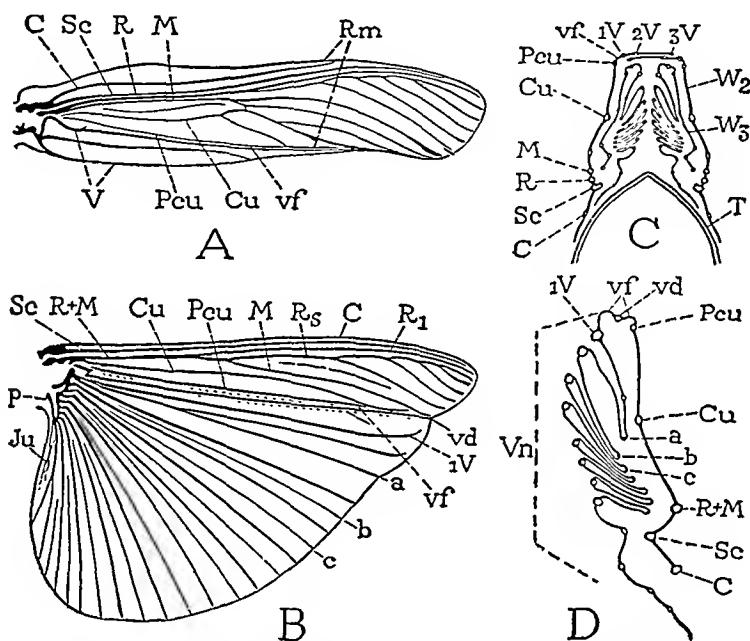 C Sc R M Rm
V Pcu Cu vf
A
vf 1V 2V 3V
Pcu
Cu W2
W3
M
R
Sc T
C
C
Sc R+M Cu Pcu M Rs C R1
p
Ju
vd
1V
vf
a
b
c
B
1V vf vd
Pcu
Cu
a
Vn b
c
R+M
Sc
C
D